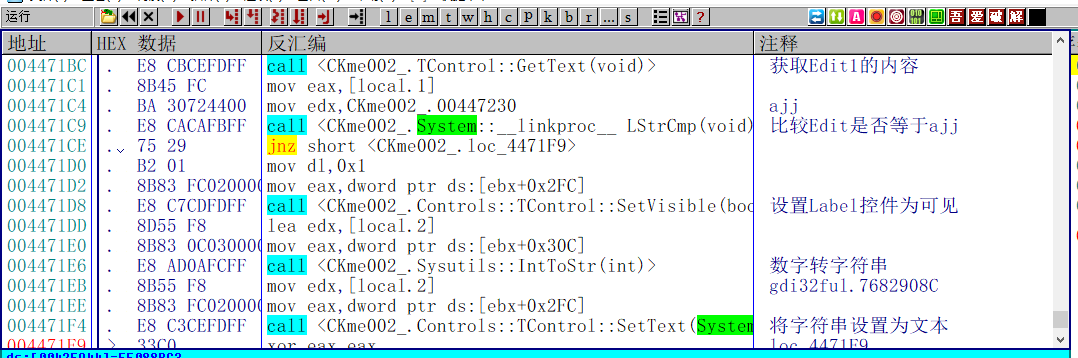 运行 l e m t w h c p k b r ... s ?
吾 爱 破 解
地址 HEX 数据 反汇编 注释
004471BC . E8 CBCEFDFF call <CKme002_.TControl::GetText(void)> 获取Edit1的内容
004471C1 . 8B45 FC mov eax,[local.1]
004471C4 . BA 30724400 mov edx,CKme002_.00447230 ajj
004471C9 . E8 CACAFBFF call <CKme002_.System::__linkproc__ LStrCmp(void) 比较Edit是否等于ajj
004471CE . 75 29 jnz short <CKme002_.loc_4471F9>
004471D0 . B2 01 mov dl,0x1
004471D2 . 8B83 FC020000 mov eax,dword ptr ds:[ebx+0x2FC]
004471D8 . E8 C7CDFDFF call <CKme002_.Controls::TControl::SetVisible(boo 设置Label控件为可见
004471DD . 8D55 F8 lea edx,[local.2]
004471E0 . 8B83 0C030000 mov eax,dword ptr ds:[ebx+0x30C]
004471E6 . E8 AD0AFCFF call <CKme002_.Sysutils::IntToStr(int)> 数字转字符串
004471EB . 8B55 F8 mov edx,[local.2] gdi32ful.7682908C
004471EE . 8B83 FC020000 mov eax,dword ptr ds:[ebx+0x2FC]
004471F4 . E8 C3CEFDFF call <CKme002_.Controls::TControl::SetText(System 将字符串设置为文本
004471F9 > 33C0 xor eax,eax loc_4471F9